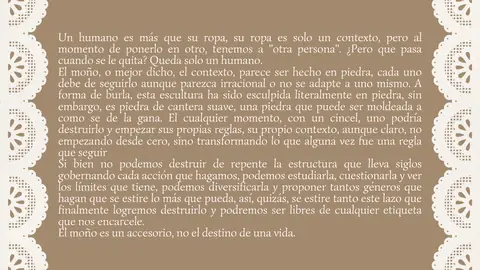 Un humano es más que su ropa, su ropa es solo un contexto, pero al
momento de ponerlo en otro, tenemos a "otra persona". ¿Pero que pasa
cuando se le quita? Queda solo un humano.
El moño, o mejor dicho, el contexto, parece ser hecho en piedra, cada uno
debe de seguirlo aunque parezca irracional o no se adapte a uno mismo. A
forma de burla, esta escultura ha sido esculpida literalmente en piedra, sin
embargo, es piedra de cantera suave, una piedra que puede ser moldeada a
como se de la gana. El cualquier momento, con un cincel, uno podría
destruirlo y empezar sus propias reglas, su propio contexto, aunque claro, no
empezando desde cero, sino transformando lo que alguna vez fue una regla
que seguir
Si bien no podemos destruir de repente la estructura que lleva siglos
gobernando cada acción que hagamos, podemos estudiarla, cuestionarla y ver
los límites que tiene, podemos diversificarla y proponer tantos géneros que
hagan que se estire lo más que pueda, así, quizás, se estire tanto este lazo que
finalmente logremos destruirlo y podremos ser libres de cualquier etiqueta
que nos encarcele.
El moño es un accesorio, no el destino de una vida.